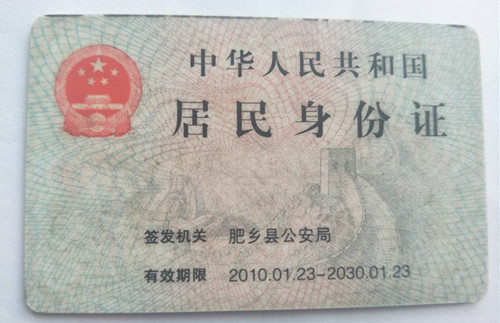 中华人民共和国
居民身份证
签发机关 肥乡县公安局
有效期限 2010.01.23-2030.01.23